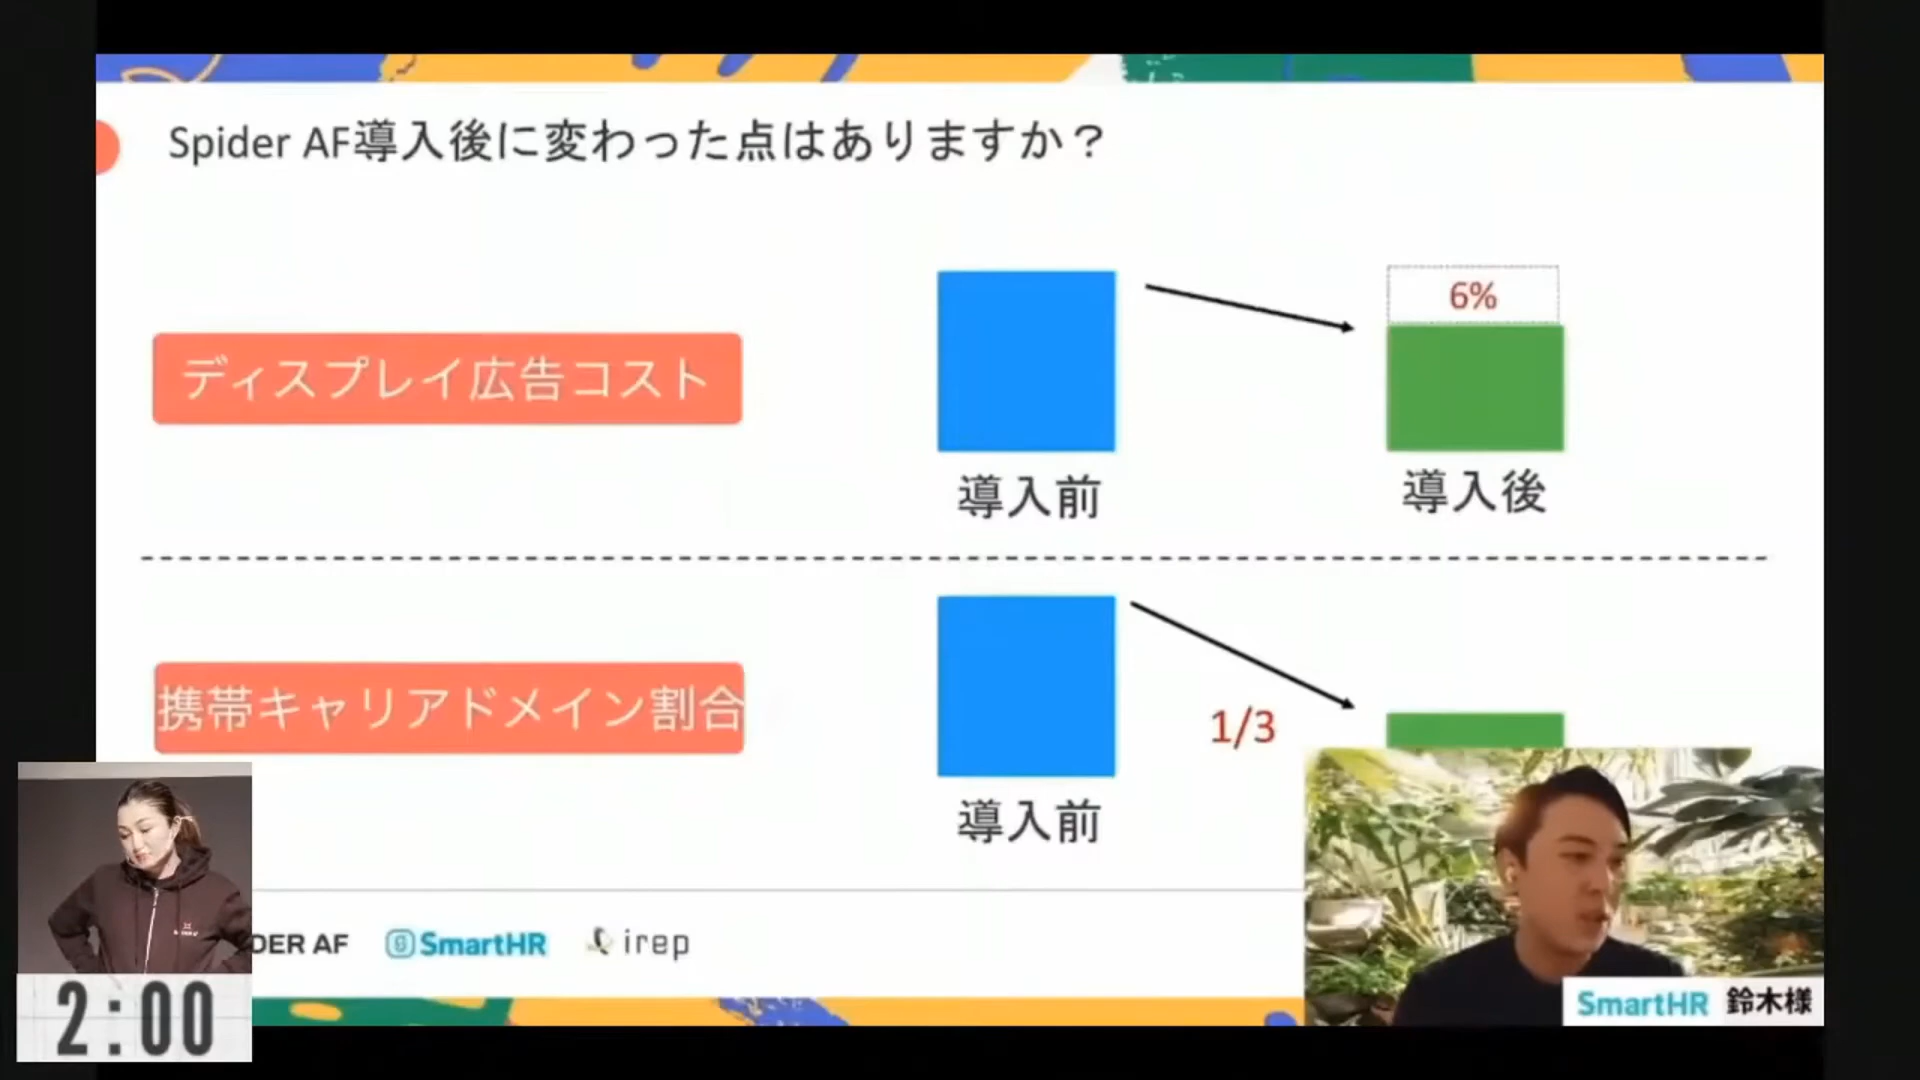 Spider AF導入後に変わった点はありますか？
ディスプレイ広告コスト
6%
導入前
導入後
携帯キャリアドメイン割合
1/3
導入前
DER AF
SmartHR
irep
SmartHR 鈴木様
2:00